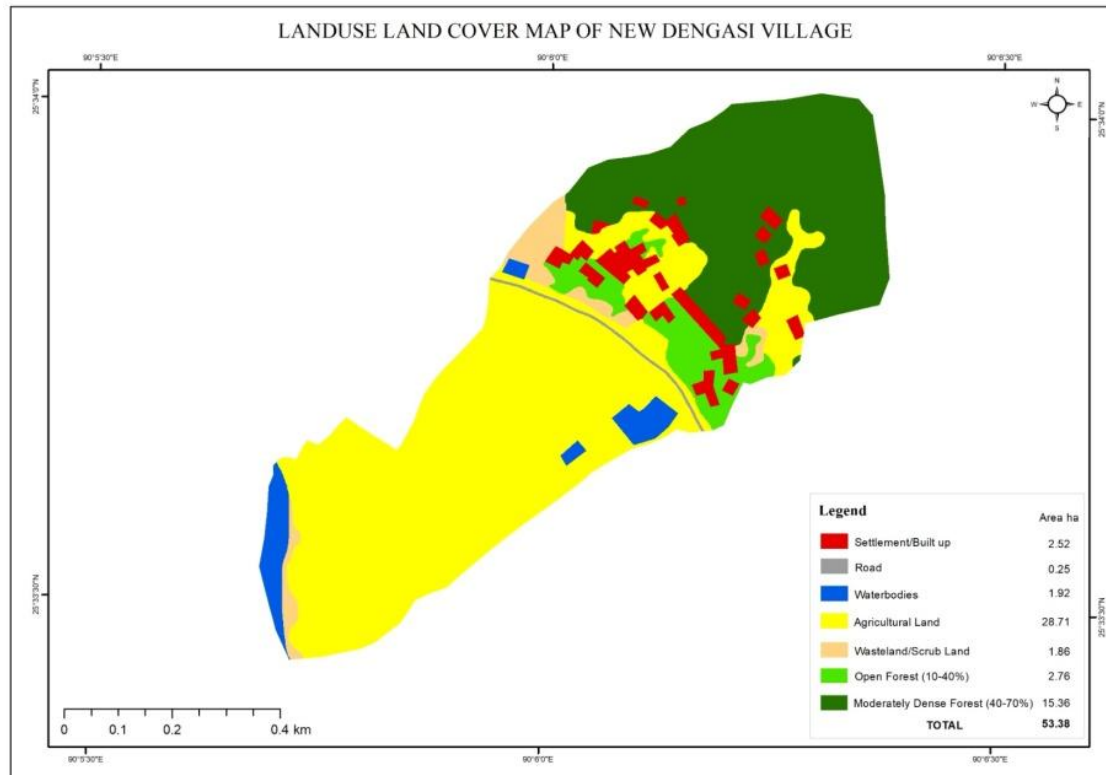 LANDUSE LAND COVER MAP OF NEW DENGASI VILLAGE
90°5'30"E 90°6'0"E 90°6'30"E
25°34'0"N 25°34'0"N
N
W E
S
Legend Area ha
Settlement/Built up 2.52
Road 0.25
Waterbodies 1.92
Agricultural Land 28.71
Wasteland/Scrub Land 1.86
Open Forest (10-40%) 2.76
Moderately Dense Forest (40-70%) 15.36
TOTAL 53.38
25°33'30"N 25°33'30"N
0 0.1 0.2 0.4 km
90°5'30"E 90°6'0"E 90°6'30"E